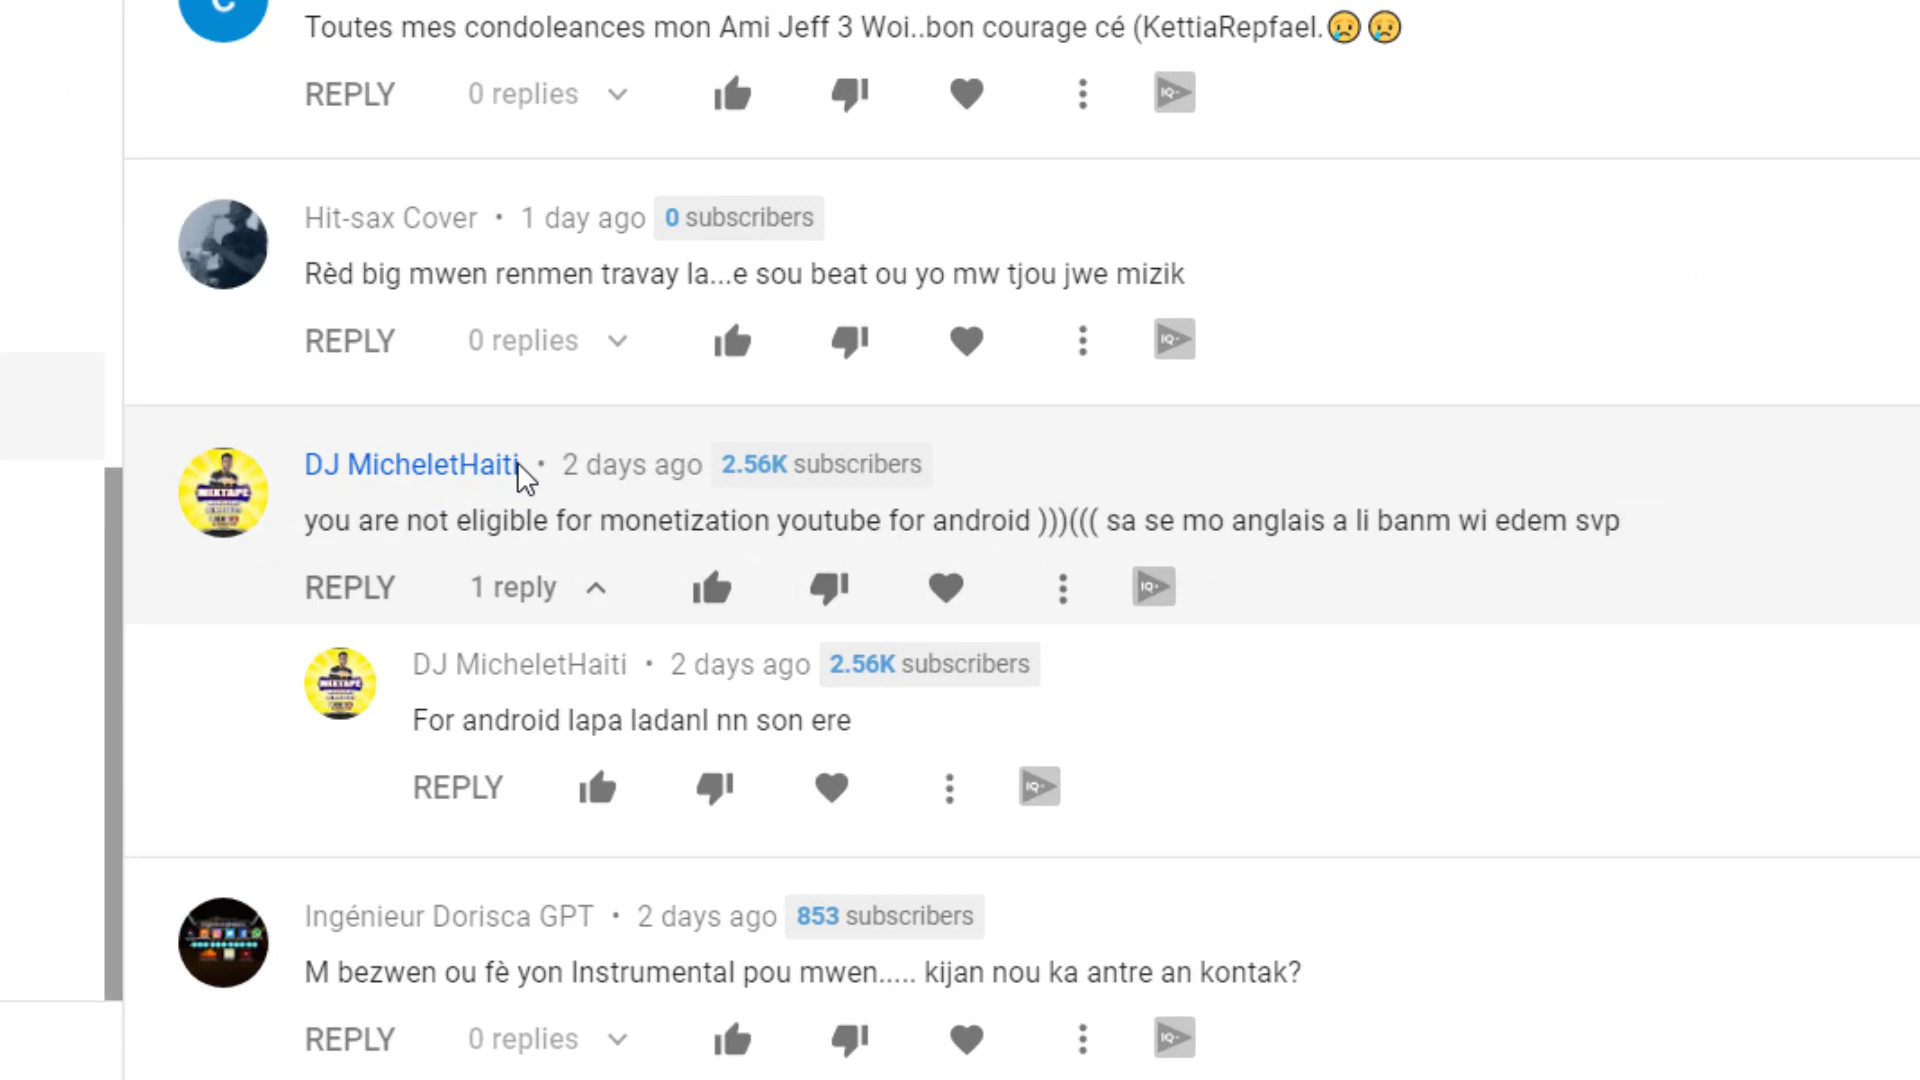 Toutes mes condoleances mon Ami Jeff 3 Woi..bon courage cé (KettiaRepfael.😥😥
REPLY 0 replies
Hit-sax Cover • 1 day ago 0 subscribers
Rèd big mwen renmen travay la...e sou beat ou yo mw tjou jwe mizik
REPLY 0 replies
DJ MicheletHaiti • 2 days ago 2.56K subscribers
you are not eligible for monetization youtube for android )))((( sa se mo anglais a li banm wi edem svp
REPLY 1 reply
DJ MicheletHaiti • 2 days ago 2.56K subscribers
For android lapa ladanl nn son ere
REPLY
Ingénieur Dorisca GPT • 2 days ago 853 subscribers
M bezwen ou fè yon Instrumental pou mwen..... kijan nou ka antre an kontak?
REPLY 0 replies